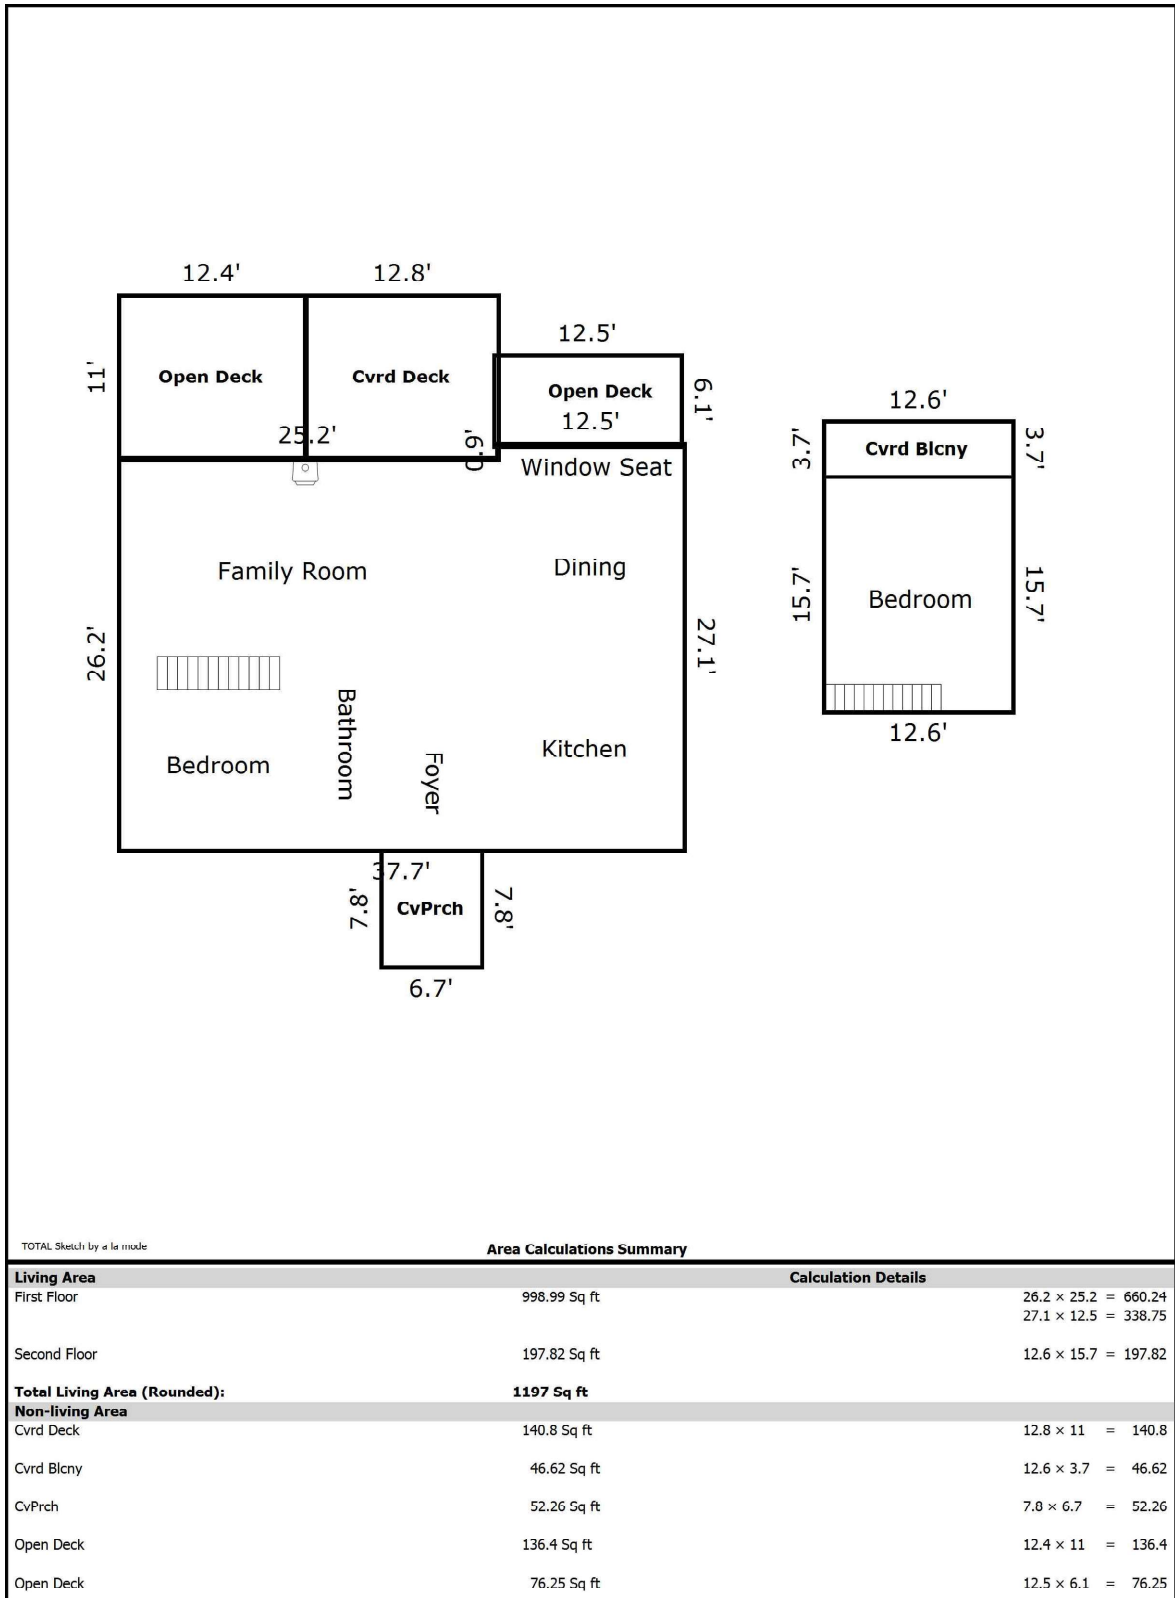 12.4' 12.8'
12.5'
11' Open Deck Cvrd Deck Open Deck 6.1'
12.5'
25.2'
Window Seat
12.6'
3.7' Cvrd Blcny 3.7'
Family Room Dining
15.7' Bedroom 15.7'
26.2' 27.1'
Bathroom
12.6'
Bedroom Foyer Kitchen
37.7'
7.8' CvPrch 7.8'
6.7'
TOTAL Sketch by a la mode Area Calculations Summary
Living Area Calculation Details
First Floor 998.99 Sq ft 26.2 × 25.2 = 660.24
27.1 × 12.5 = 338.75
Second Floor 197.82 Sq ft 12.6 × 15.7 = 197.82
Total Living Area (Rounded): 1197 Sq ft
Non-living Area
Cvrd Deck 140.8 Sq ft 12.8 × 11 = 140.8
Cvrd Blcny 46.62 Sq ft 12.6 × 3.7 = 46.62
CvPrch 52.26 Sq ft 7.8 × 6.7 = 52.26
Open Deck 136.4 Sq ft 12.4 × 11 = 136.4
Open Deck 76.25 Sq ft 12.5 × 6.1 = 76.25